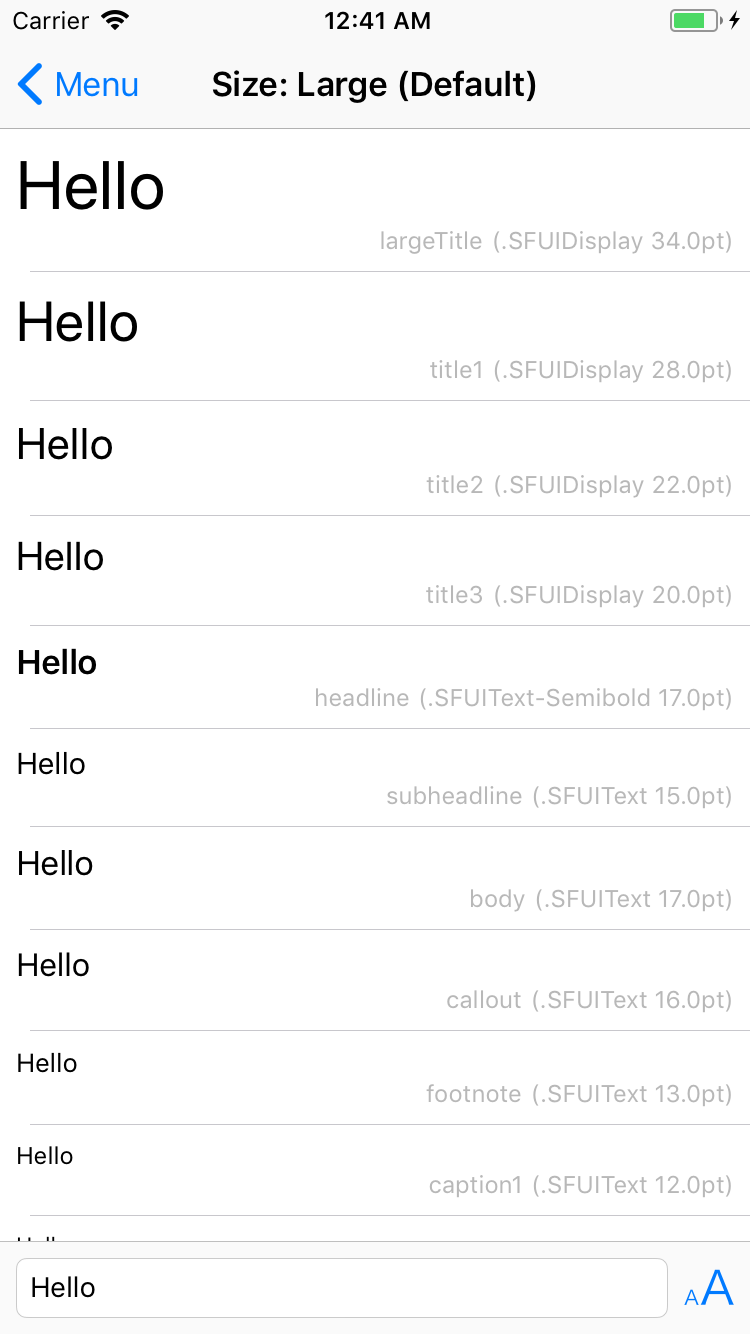 Carrier 12:41 AM
Menu Size: Large (Default)
Hello
largeTitle (.SFUIDisplay 34.0pt)
Hello
title1 (.SFUIDisplay 28.0pt)
Hello
title2 (.SFUIDisplay 22.0pt)
Hello
title3 (.SFUIDisplay 20.0pt)
Hello
headline (.SFUIText-Semibold 17.0pt)
Hello
subheadline (.SFUIText 15.0pt)
Hello
body (.SFUIText 17.0pt)
Hello
callout (.SFUIText 16.0pt)
Hello
footnote (.SFUIText 13.0pt)
Hello
caption1 (.SFUIText 12.0pt)
Hello AA